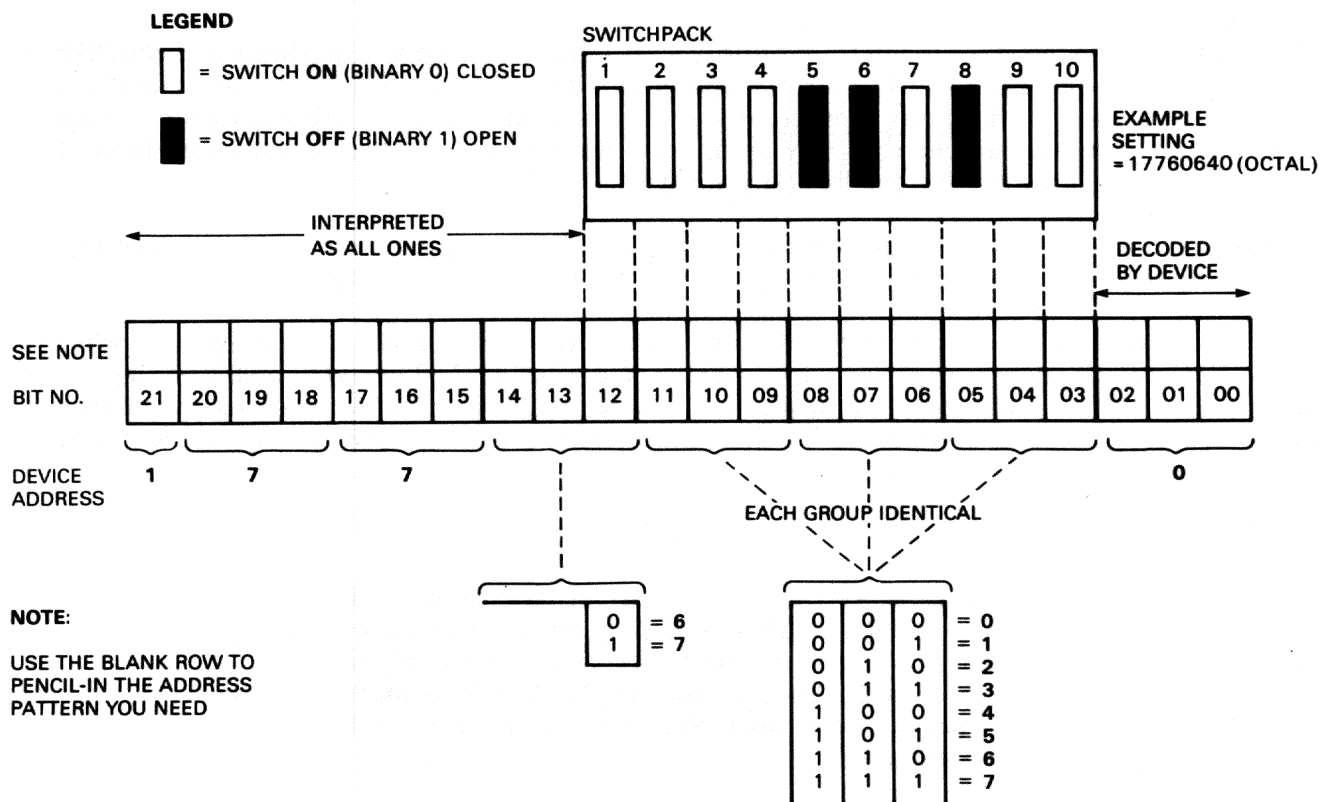 LEGEND
= SWITCH ON (BINARY 0) CLOSED
= SWITCH OFF (BINARY 1) OPEN
SWITCHPACK
1 2 3 4 5 6 7 8 9 10
EXAMPLE
SETTING
=17760640 (OCTAL)
INTERPRETED
AS ALL ONES
DECODED
BY DEVICE
SEE NOTE
BIT NO. 21 20 19 18 17 16 15 14 13 12 11 10 09 08 07 06 05 04 03 02 01 00
DEVICE
ADDRESS
1 7 7 0
EACH GROUP IDENTICAL
0 = 6
1 = 7
0 0 0 = 0
0 0 1 = 1
0 1 0 = 2
0 1 1 = 3
1 0 0 = 4
1 0 1 = 5
1 1 0 = 6
1 1 1 = 7
NOTE:
USE THE BLANK ROW TO
PENCIL-IN THE ADDRESS
PATTERN YOU NEED